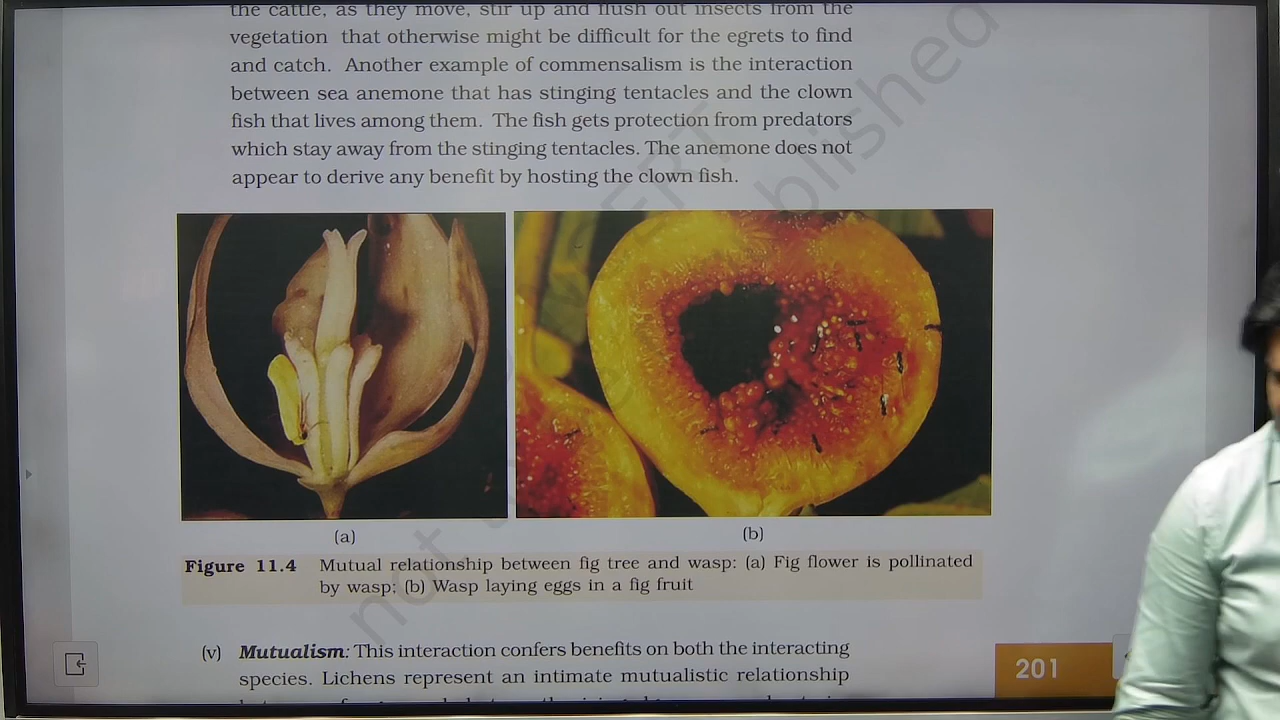 the cattle, as they move, stir up and flush out insects from the
vegetation that otherwise might be difficult for the egrets to find
and catch. Another example of commensalism is the interaction
between sea anemone that has stinging tentacles and the clown
fish that lives among them. The fish gets protection from predators
which stay away from the stinging tentacles. The anemone does not
appear to derive any benefit by hosting the clown fish.
(a)
(b)
Figure 11.4 Mutual relationship between fig tree and wasp: (a) Fig flower is pollinated
by wasp; (b) Wasp laying eggs in a fig fruit
(v) Mutualism: This interaction confers benefits on both the interacting
species. Lichens represent an intimate mutualistic relationship
201
not